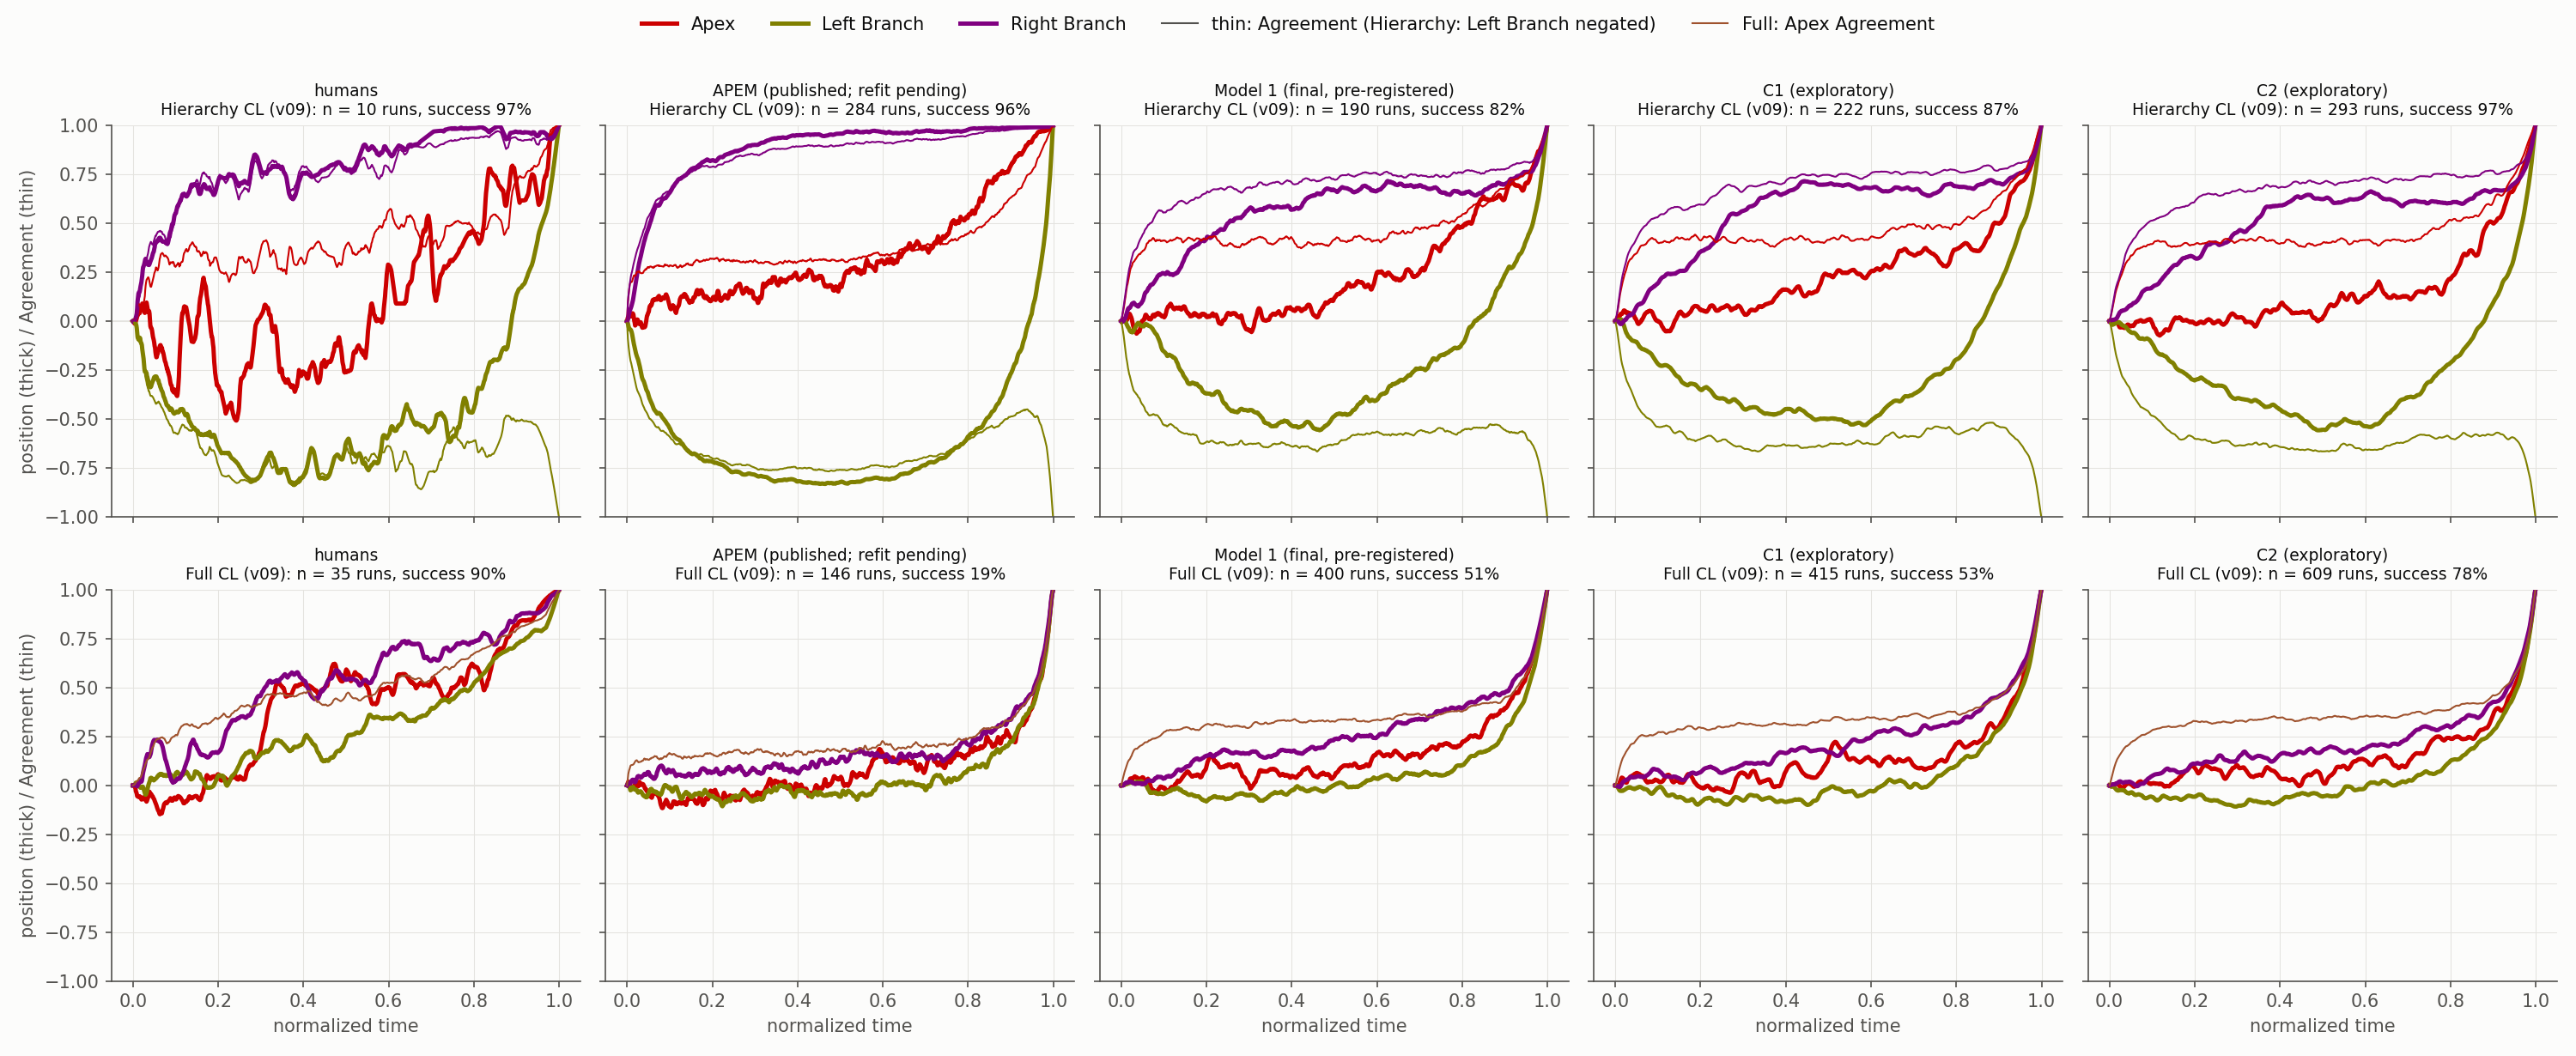 Apex Left Branch Right Branch thin: Agreement (Hierarchy: Left Branch negated) Full: Apex Agreement
humans
Hierarchy CL (v09): n = 10 runs, success 97%
APEM (published; refit pending)
Hierarchy CL (v09): n = 284 runs, success 96%
Model 1 (final, pre-registered)
Hierarchy CL (v09): n = 190 runs, success 82%
C1 (exploratory)
Hierarchy CL (v09): n = 222 runs, success 87%
C2 (exploratory)
Hierarchy CL (v09): n = 293 runs, success 97%
position (thick) / Agreement (thin)
1.00
0.75
0.50
0.25
0.00
−0.25
−0.50
−0.75
−1.00
humans
Full CL (v09): n = 35 runs, success 90%
APEM (published; refit pending)
Full CL (v09): n = 146 runs, success 19%
Model 1 (final, pre-registered)
Full CL (v09): n = 400 runs, success 51%
C1 (exploratory)
Full CL (v09): n = 415 runs, success 53%
C2 (exploratory)
Full CL (v09): n = 609 runs, success 78%
position (thick) / Agreement (thin)
1.00
0.75
0.50
0.25
0.00
−0.25
−0.50
−0.75
−1.00
0.0 0.2 0.4 0.6 0.8 1.0
0.0 0.2 0.4 0.6 0.8 1.0
0.0 0.2 0.4 0.6 0.8 1.0
0.0 0.2 0.4 0.6 0.8 1.0
0.0 0.2 0.4 0.6 0.8 1.0
normalized time
normalized time
normalized time
normalized time
normalized time